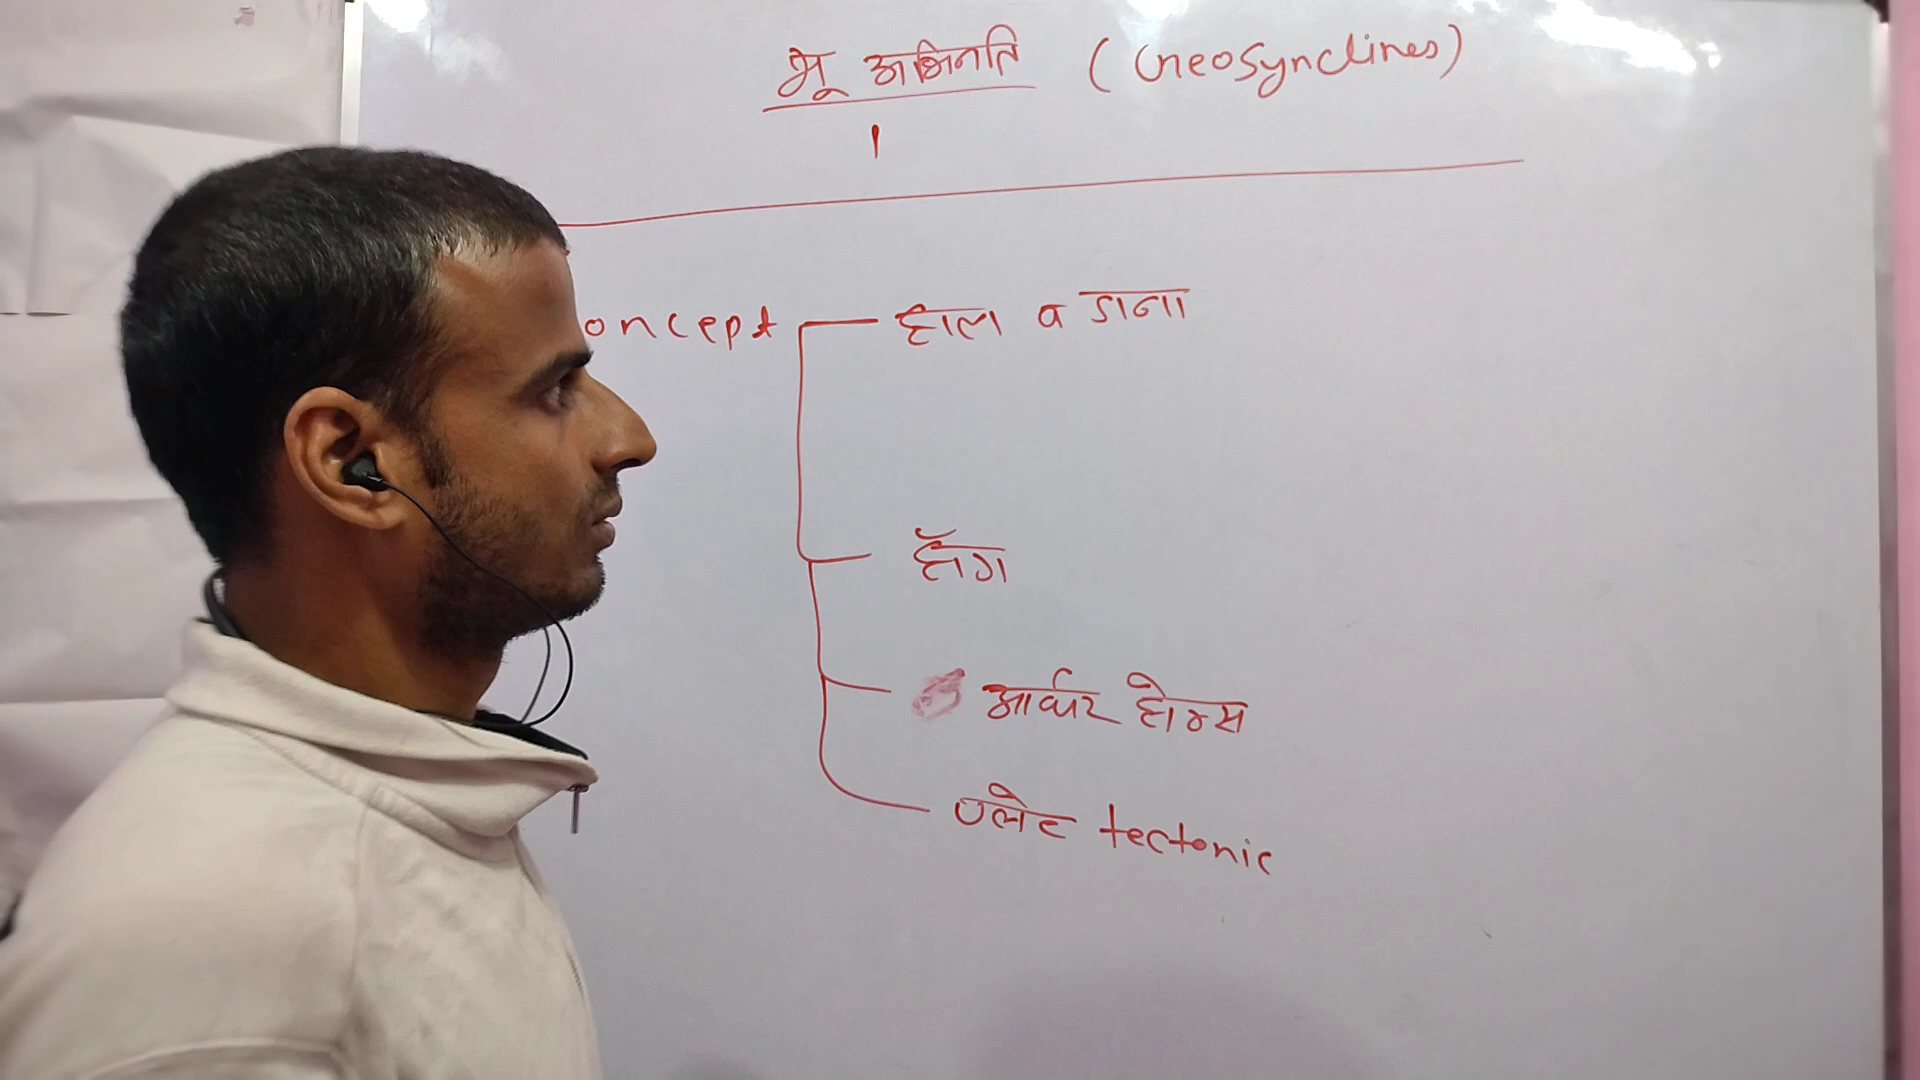 भू अभिनति (Geosynclines)
oncept
हाल व डाना
हॅाग
आर्थर होम्स
प्लेट tectonic